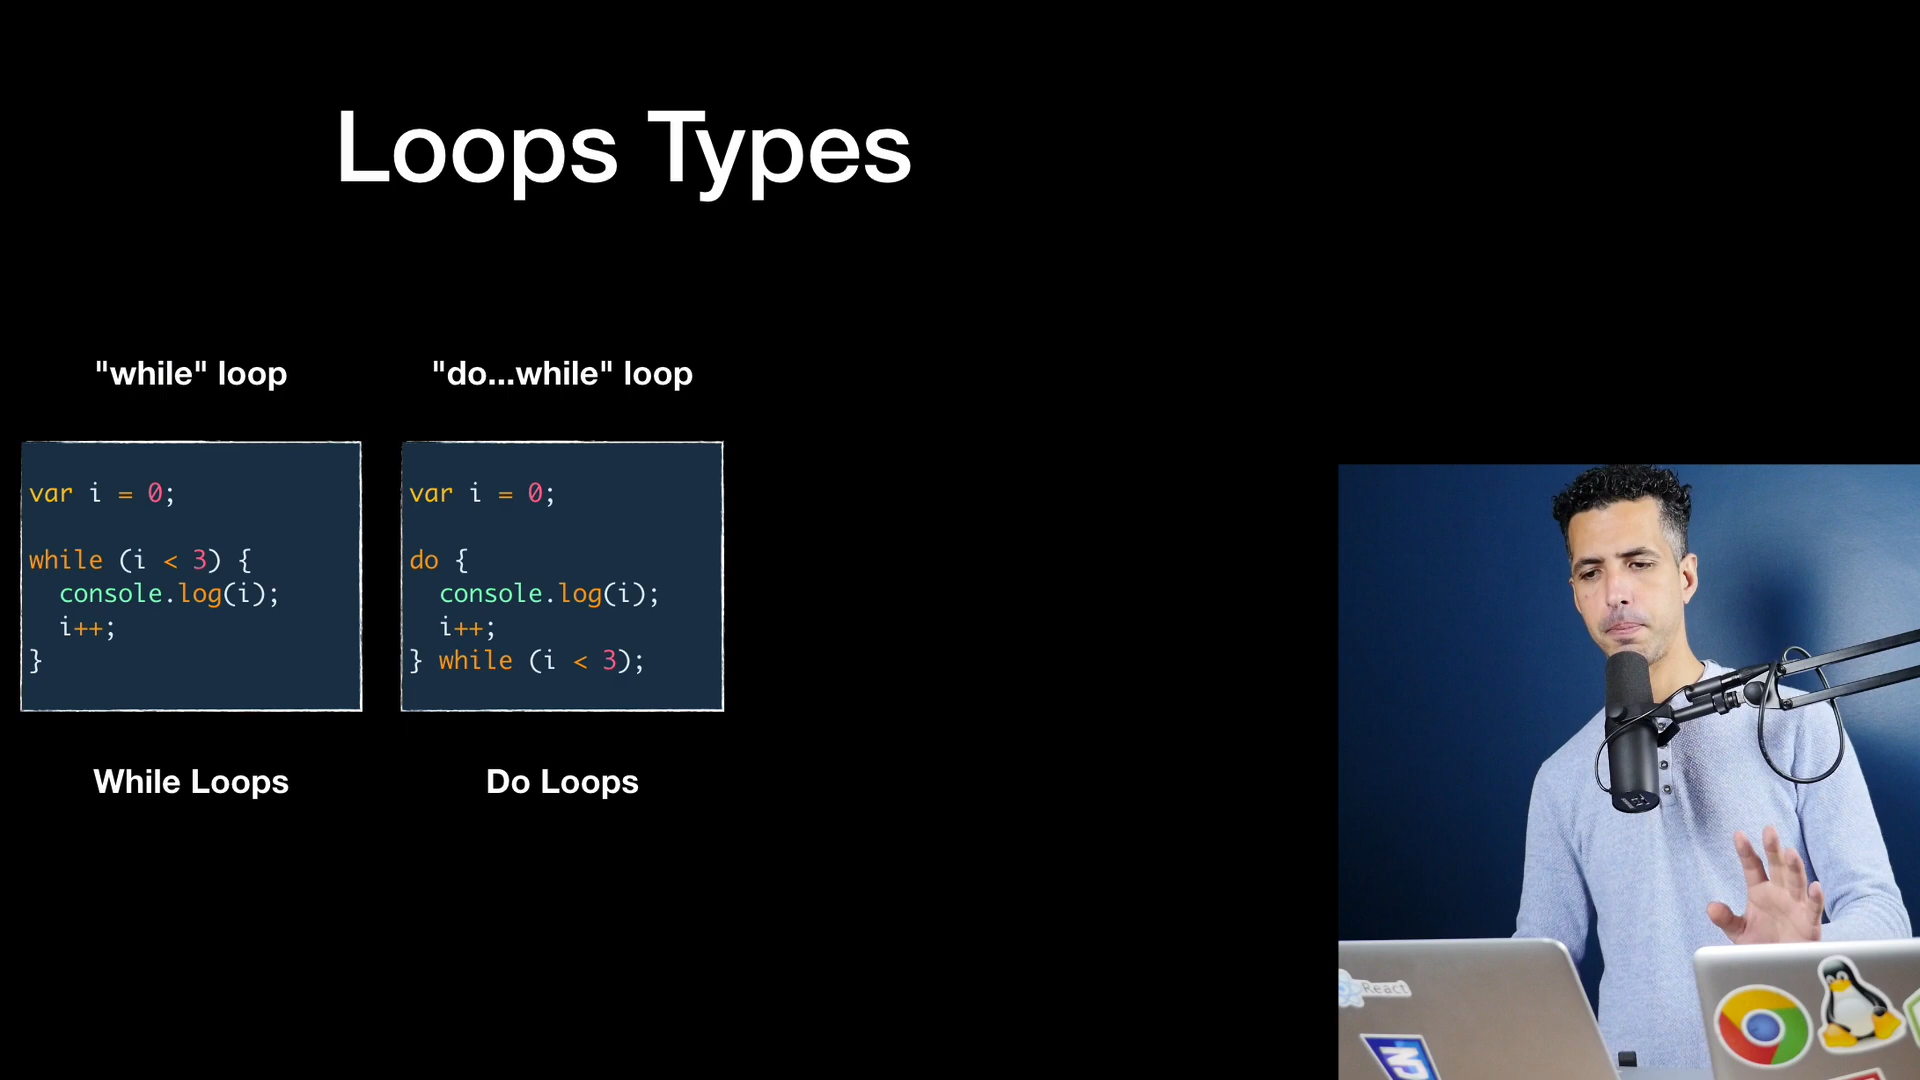 Loops Types
"while" loop
"do...while" loop
var i = 0;
while (i < 3) {
  console.log(i);
  i++;
}
var i = 0;
do {
  console.log(i);
  i++;
} while (i < 3);
While Loops
Do Loops
React